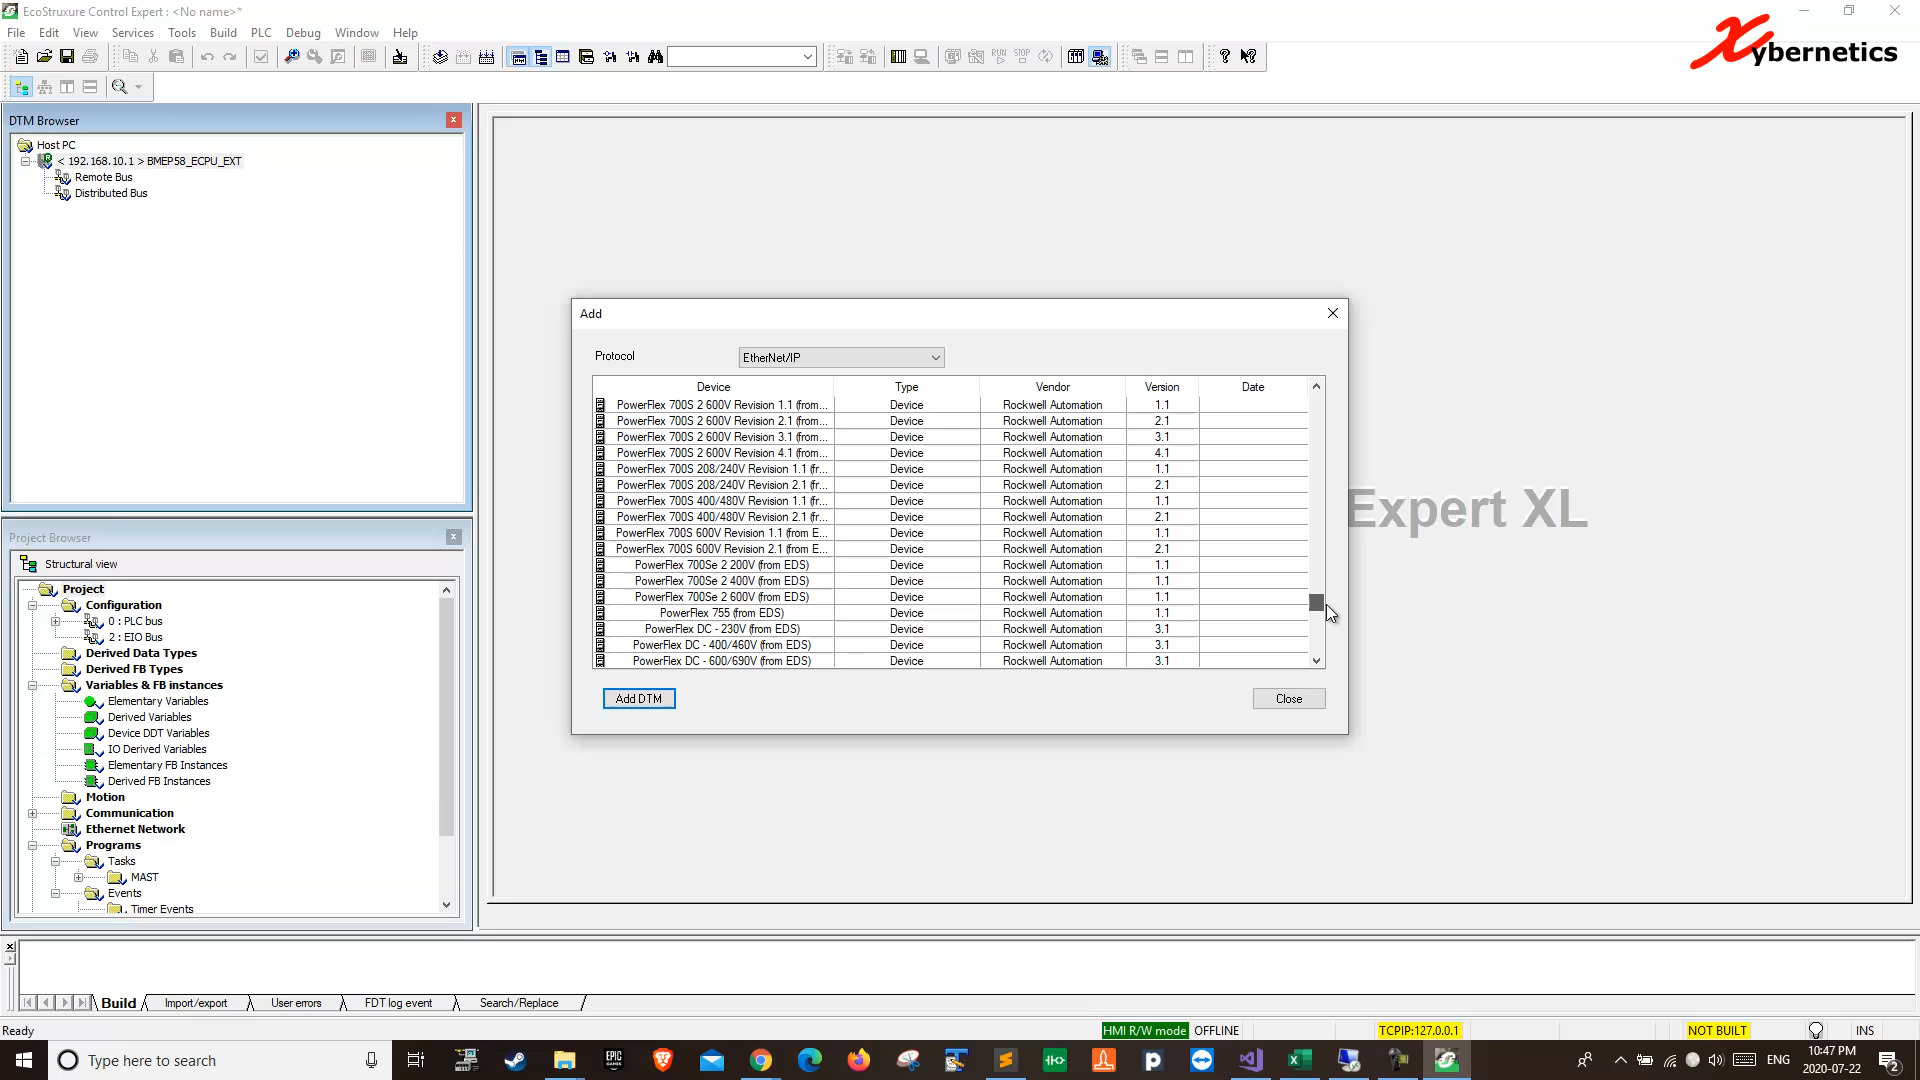 EcoStruxure Control Expert : <No name>*
File Edit View Services Tools Build PLC Debug Window Help
Xybernetics
DTM Browser
Host PC
< 192.168.10.1 > BMEP58_ECPU_EXT
Remote Bus
Distributed Bus
Project Browser
Structural view
Project
Configuration
0 : PLC bus
2 : EIO Bus
Derived Data Types
Derived FB Types
Variables & FB instances
Elementary Variables
Derived Variables
Device DDT Variables
IO Derived Variables
Elementary FB Instances
Derived FB Instances
Motion
Communication
Ethernet Network
Programs
Tasks
MAST
Events
Timer Events
Expert XL
Add
Protocol EtherNet/IP
Device Type Vendor Version Date
PowerFlex 700S 2 600V Revision 1.1 (from... Device Rockwell Automation 1.1
PowerFlex 700S 2 600V Revision 2.1 (from... Device Rockwell Automation 2.1
PowerFlex 700S 2 600V Revision 3.1 (from... Device Rockwell Automation 3.1
PowerFlex 700S 2 600V Revision 4.1 (from... Device Rockwell Automation 4.1
PowerFlex 700S 208/240V Revision 1.1 (fr... Device Rockwell Automation 1.1
PowerFlex 700S 208/240V Revision 2.1 (fr... Device Rockwell Automation 2.1
PowerFlex 700S 400/480V Revision 1.1 (fr... Device Rockwell Automation 1.1
PowerFlex 700S 400/480V Revision 2.1 (fr... Device Rockwell Automation 2.1
PowerFlex 700S 600V Revision 1.1 (from E... Device Rockwell Automation 1.1
PowerFlex 700S 600V Revision 2.1 (from E... Device Rockwell Automation 2.1
PowerFlex 700Se 2 200V (from EDS) Device Rockwell Automation 1.1
PowerFlex 700Se 2 400V (from EDS) Device Rockwell Automation 1.1
PowerFlex 700Se 2 600V (from EDS) Device Rockwell Automation 1.1
PowerFlex 755 (from EDS) Device Rockwell Automation 1.1
PowerFlex DC - 230V (from EDS) Device Rockwell Automation 3.1
PowerFlex DC - 400/460V (from EDS) Device Rockwell Automation 3.1
PowerFlex DC - 600/690V (from EDS) Device Rockwell Automation 3.1
Add DTM Close
Build Import/export User errors FDT log event Search/Replace
Ready HMI R/W mode OFFLINE TCPIP:127.0.0.1 NOT BUILT INS
Type here to search
ENG
10:47 PM
2020-07-22
2